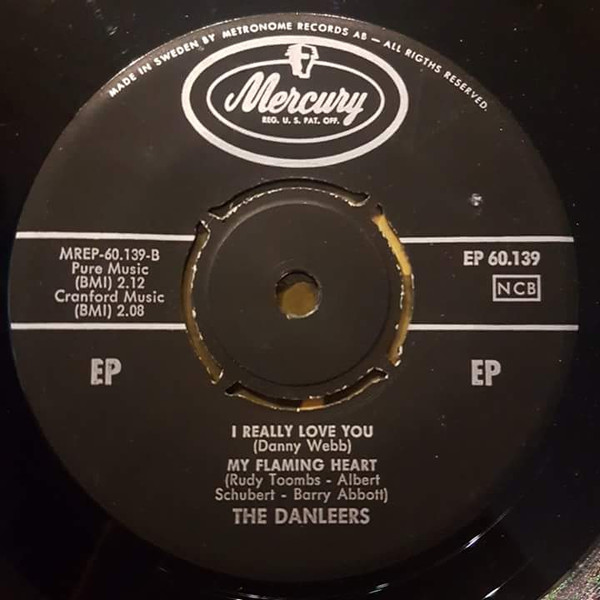 MADE IN SWEDEN BY METRONOME RECORDS AB — ALL RIGTHS RESERVED.
Mercury
REG. U. S. PAT. OFF.
MREP-60.139-B
Pure Music
(BMI) 2.12
Cranford Music
(BMI) 2.08
EP 60.139
NCB
EP
EP
I REALLY LOVE YOU
(Danny Webb)
MY FLAMING HEART
(Rudy Toombs - Albert
Schubert - Barry Abbott)
THE DANLEERS